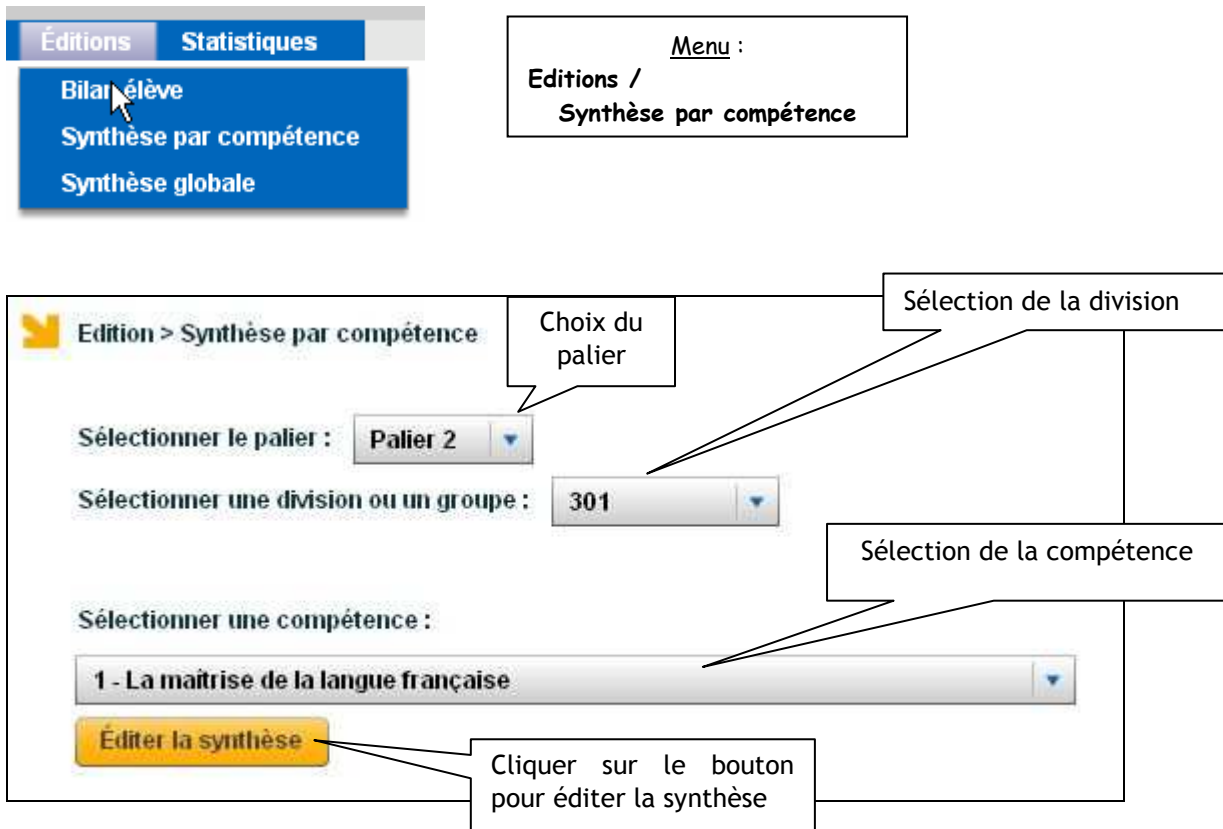 Éditions Statistiques
Bilan élève
Synthèse par compétence
Synthèse globale
Menu :
Editions /
Synthèse par compétence
Sélection de la division
Choix du
palier
Edition > Synthèse par compétence
Sélectionner le palier : Palier 2
Sélectionner une division ou un groupe : 301
Sélection de la compétence
Sélectionner une compétence :
1 - La maîtrise de la langue française
Éditer la synthèse
Cliquer sur le bouton
pour éditer la synthèse